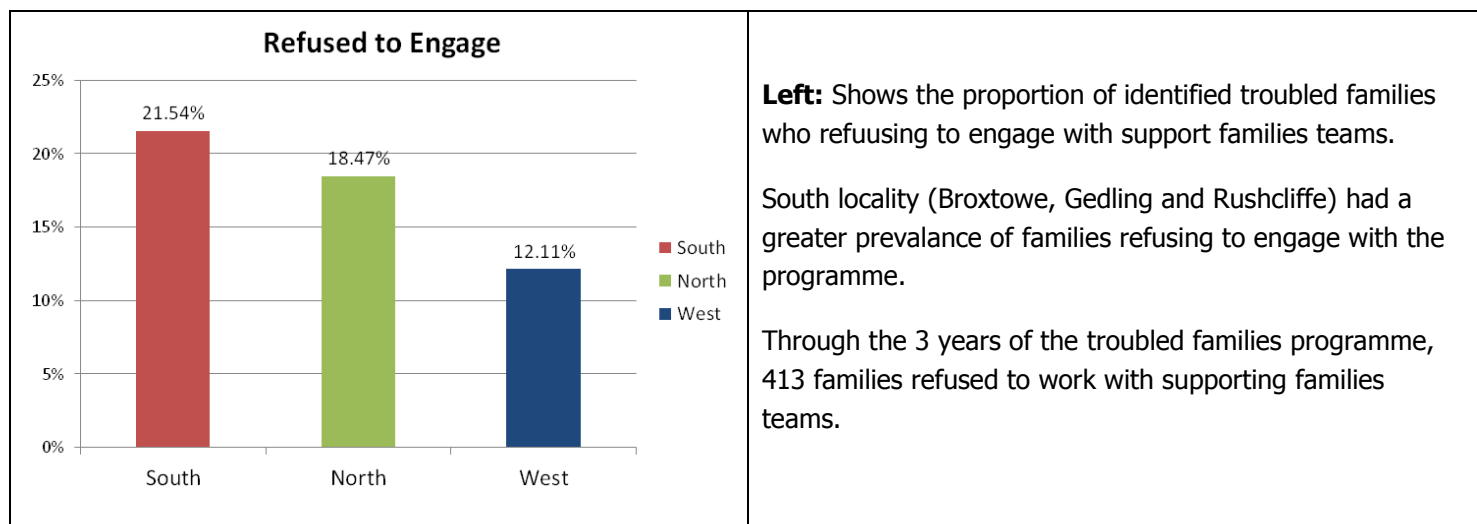 Refused to Engage
25%
20%
15%
10%
5%
0%
21.54%
18.47%
12.11%
South
North
West
South
North
West
Left: Shows the proportion of identified troubled families
who refuusing to engage with support families teams.
South locality (Broxtowe, Gedling and Rushcliffe) had a
greater prevalance of families refusing to engage with the
programme.
Through the 3 years of the troubled families programme,
413 families refused to work with supporting families
teams.